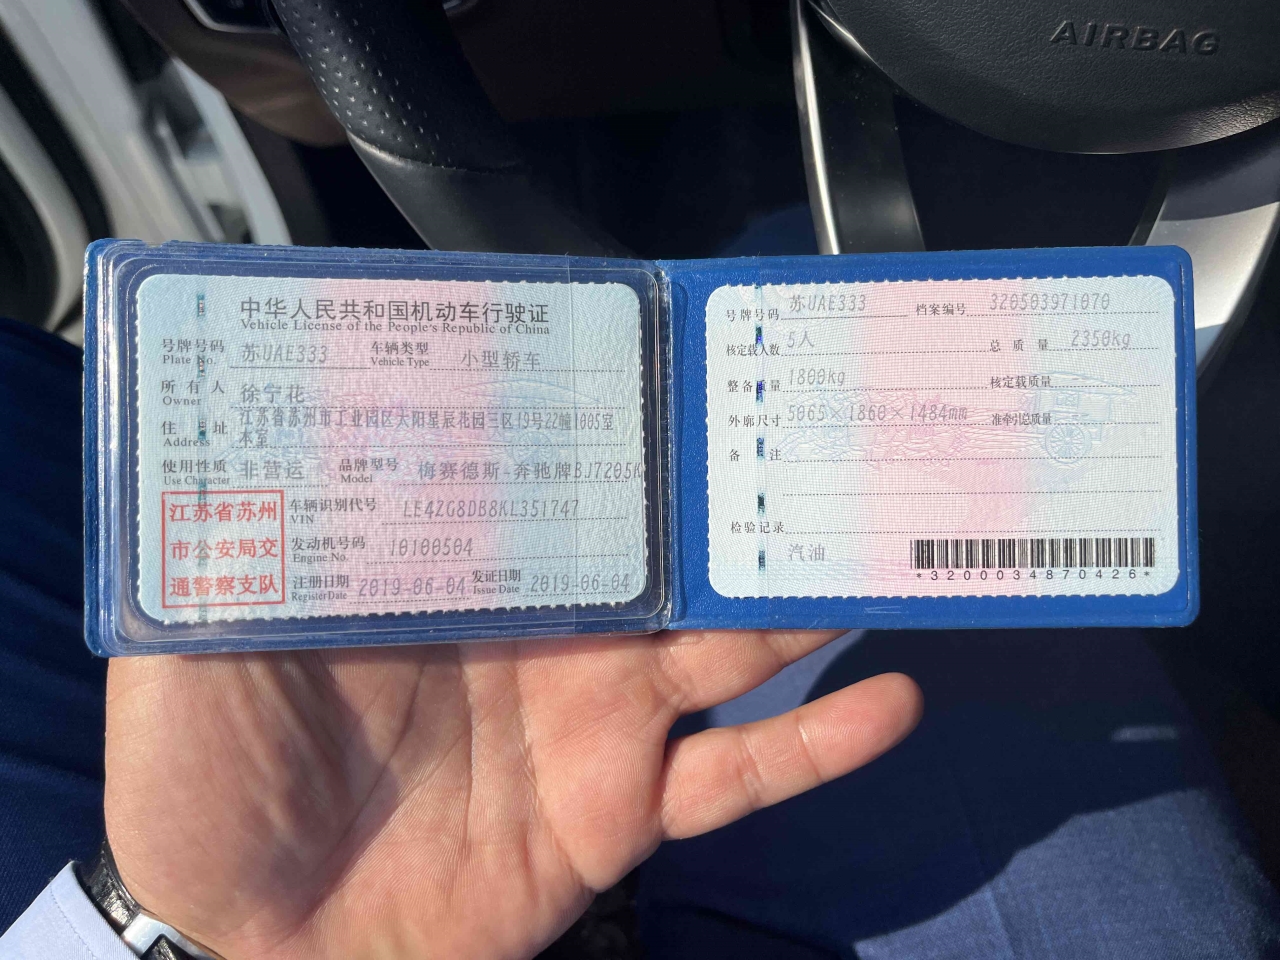 AIRBAG
中华人民共和国机动车行驶证
Vehicle License of the People's Republic of China
号牌号码 苏UAE333 车辆类型 小型轿车
Plate No. Vehicle Type
所有人 徐宁花
Owner
住址 江苏省苏州市工业园区大阳星辰花园三区19号22幢1005室
Address 本室
使用性质 非营运 品牌型号 梅赛德斯-奔驰牌BJ7205K
Use Character Model
江苏省苏州
市公安局交
通警察支队
车辆识别代号 LE4ZG8DB8KL351747
VIN
发动机号码 10100504
Engine No.
注册日期 2019-06-04 发证日期 2019-06-04
Register Date Issue Date
号牌号码 苏UAE333 档案编号 320503971070
核定载人数 5人 总质量 2350kg
整备质量 1800kg 核定载质量
外廓尺寸 5065×1860×1484mm 准牵引总质量
备注
检验记录
汽油
*3200034870426*